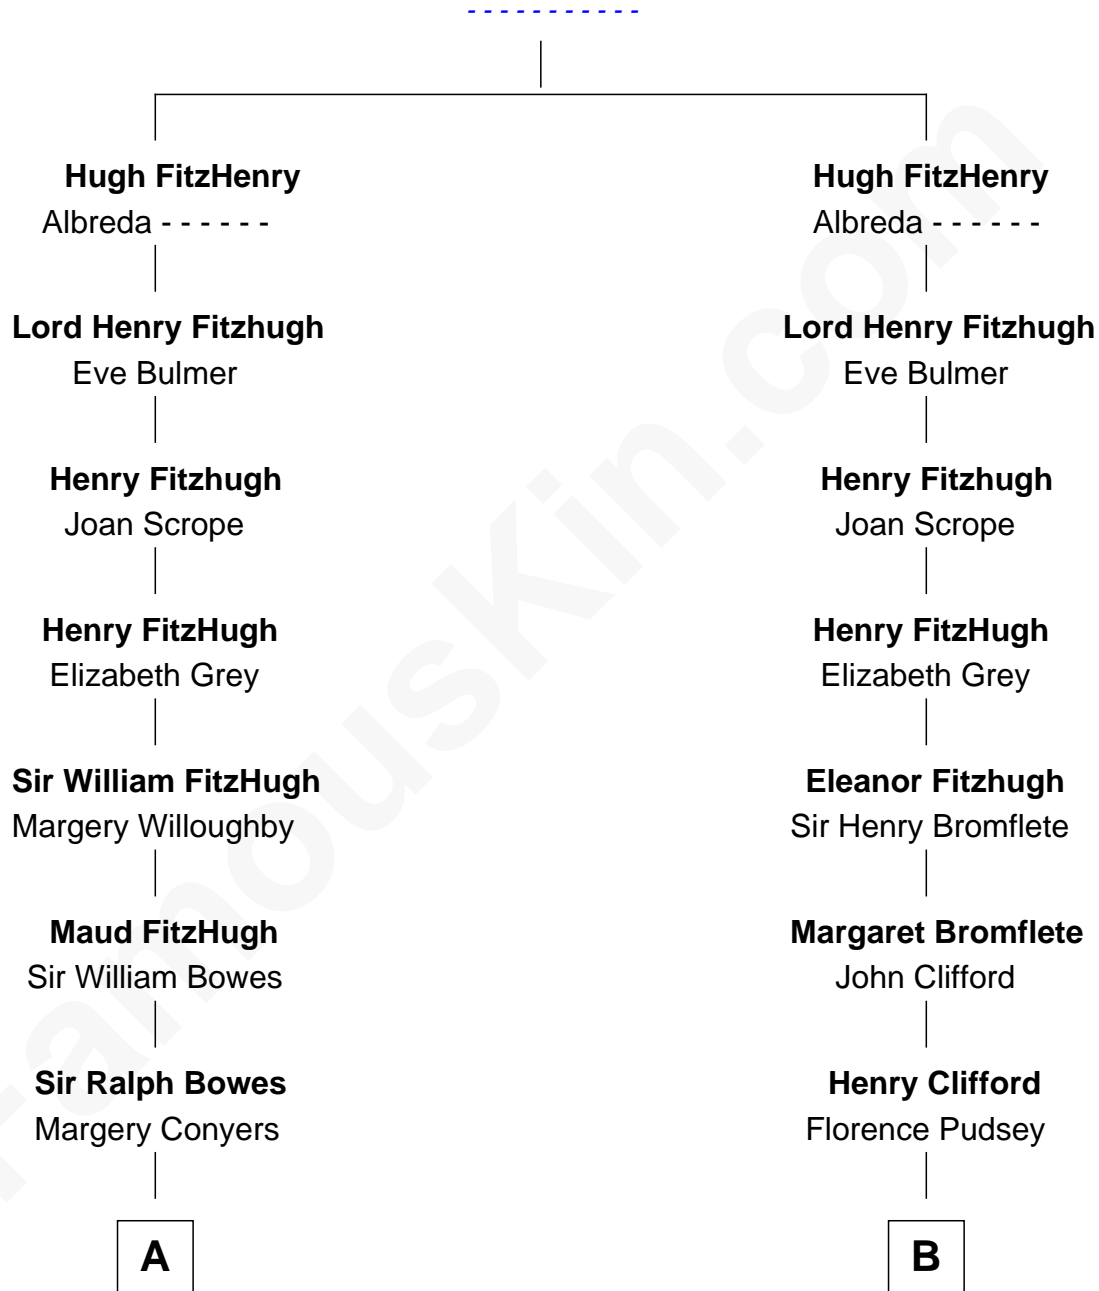 - - - - - - - - - - -
Hugh FitzHenry
Albreda - - - - - -
Lord Henry Fitzhugh
Eve Bulmer
Henry Fitzhugh
Joan Scrope
Henry FitzHugh
Elizabeth Grey
Sir William FitzHugh
Margery Willoughby
Maud FitzHugh
Sir William Bowes
Sir Ralph Bowes
Margery Conyers
A
Hugh FitzHenry
Albreda - - - - - -
Lord Henry Fitzhugh
Eve Bulmer
Henry Fitzhugh
Joan Scrope
Henry FitzHugh
Elizabeth Grey
Eleanor Fitzhugh
Sir Henry Bromflete
Margaret Bromflete
John Clifford
Henry Clifford
Florence Pudsey
B
FamousKin.com